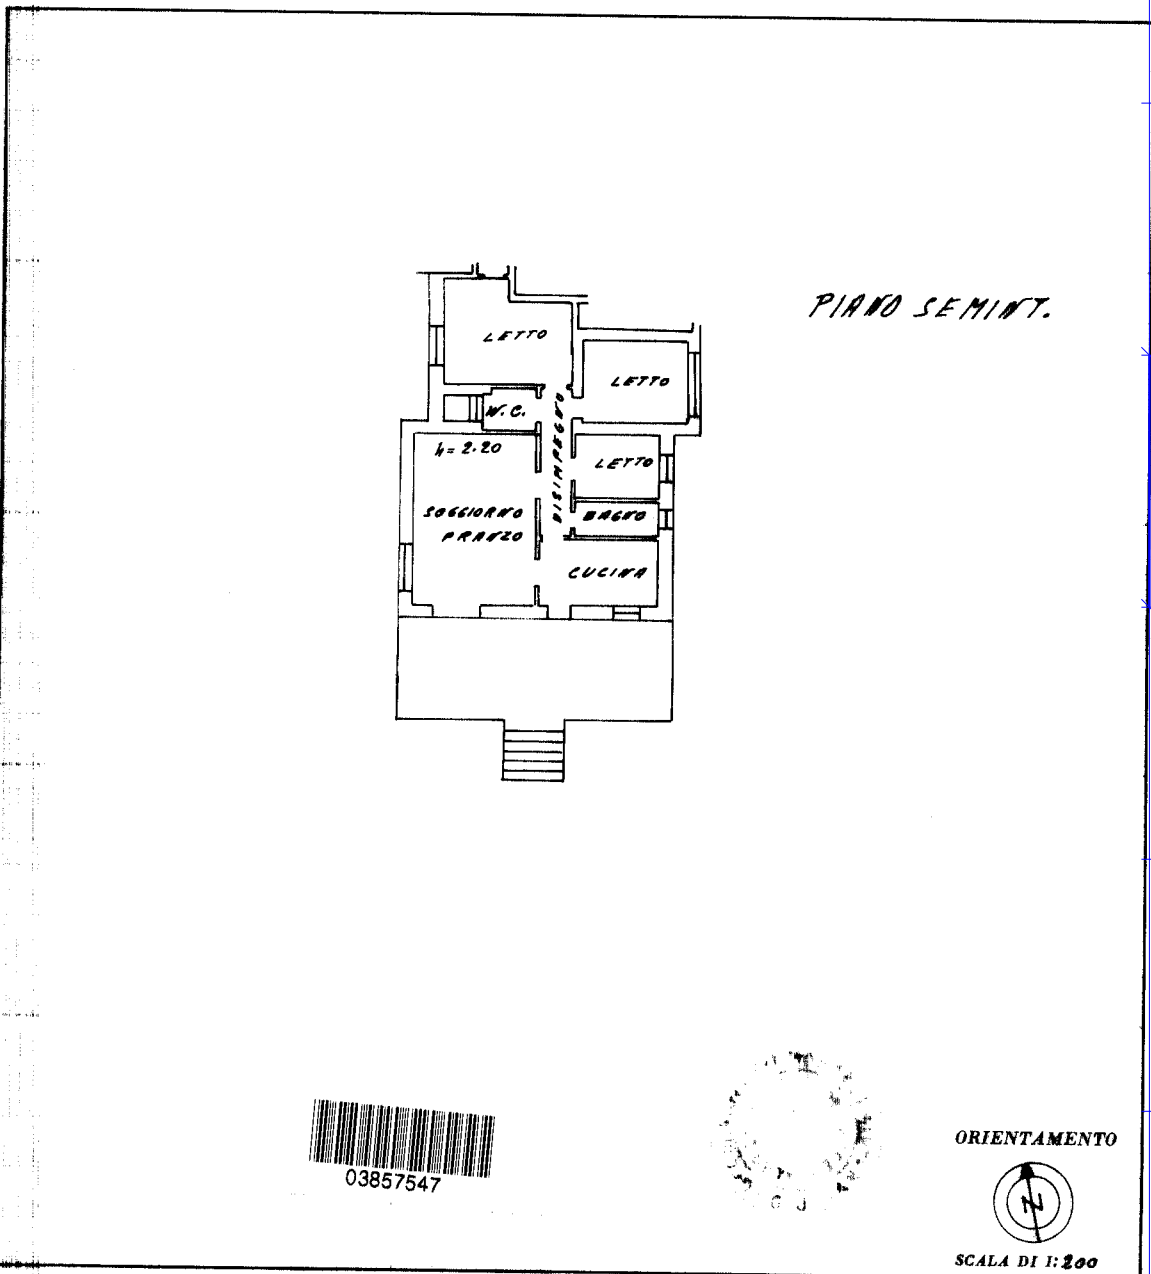 PIANO SEMINT.
LETTO
LETTO
W.C.
DISIMPEGNO
h= 2.20
LETTO
SOGGIORNO
PRANZO
BAGNO
CUCINA
03857547
ORIENTAMENTO
N
SCALA DI 1:200